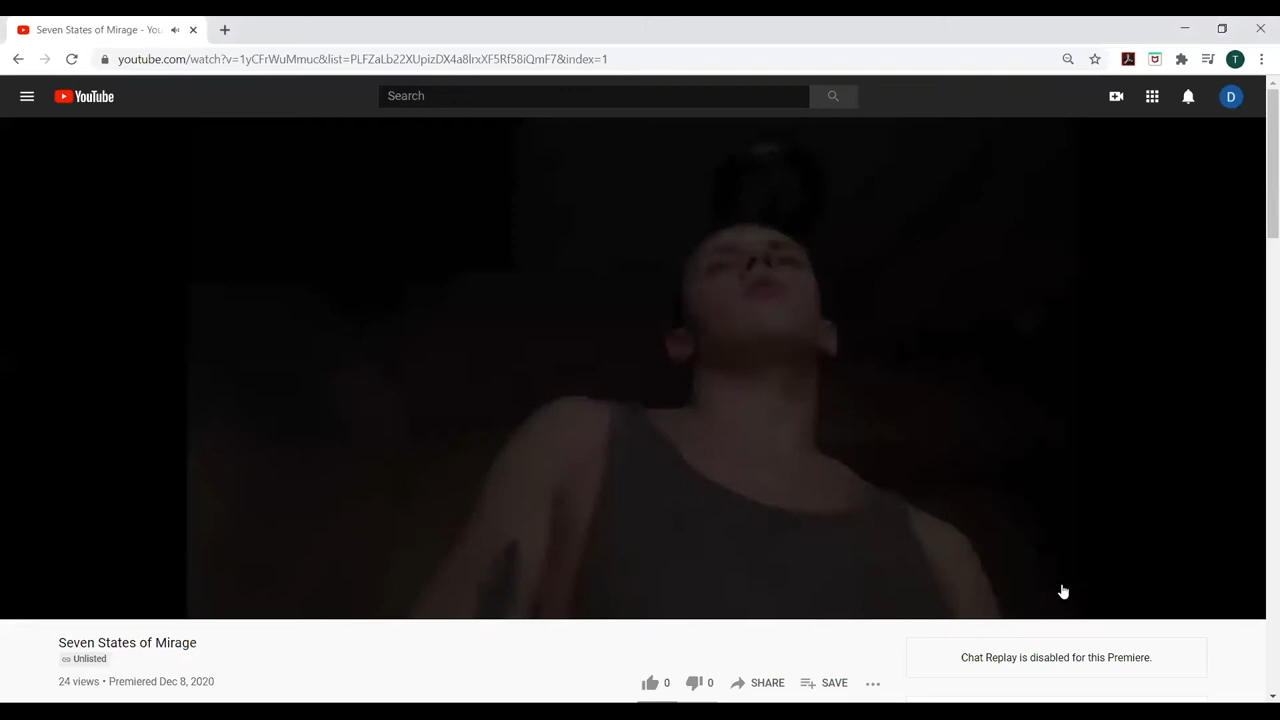 Seven States of Mirage - You
youtube.com/watch?v=1yCFrWuMmuc&list=PLFZaLb22XUpizDX4a8lrxXF5Rf58iQmF7&index=1
T
YouTube
Search
D
Seven States of Mirage
Unlisted
24 views • Premiered Dec 8, 2020
0
0
SHARE
SAVE
Chat Replay is disabled for this Premiere.